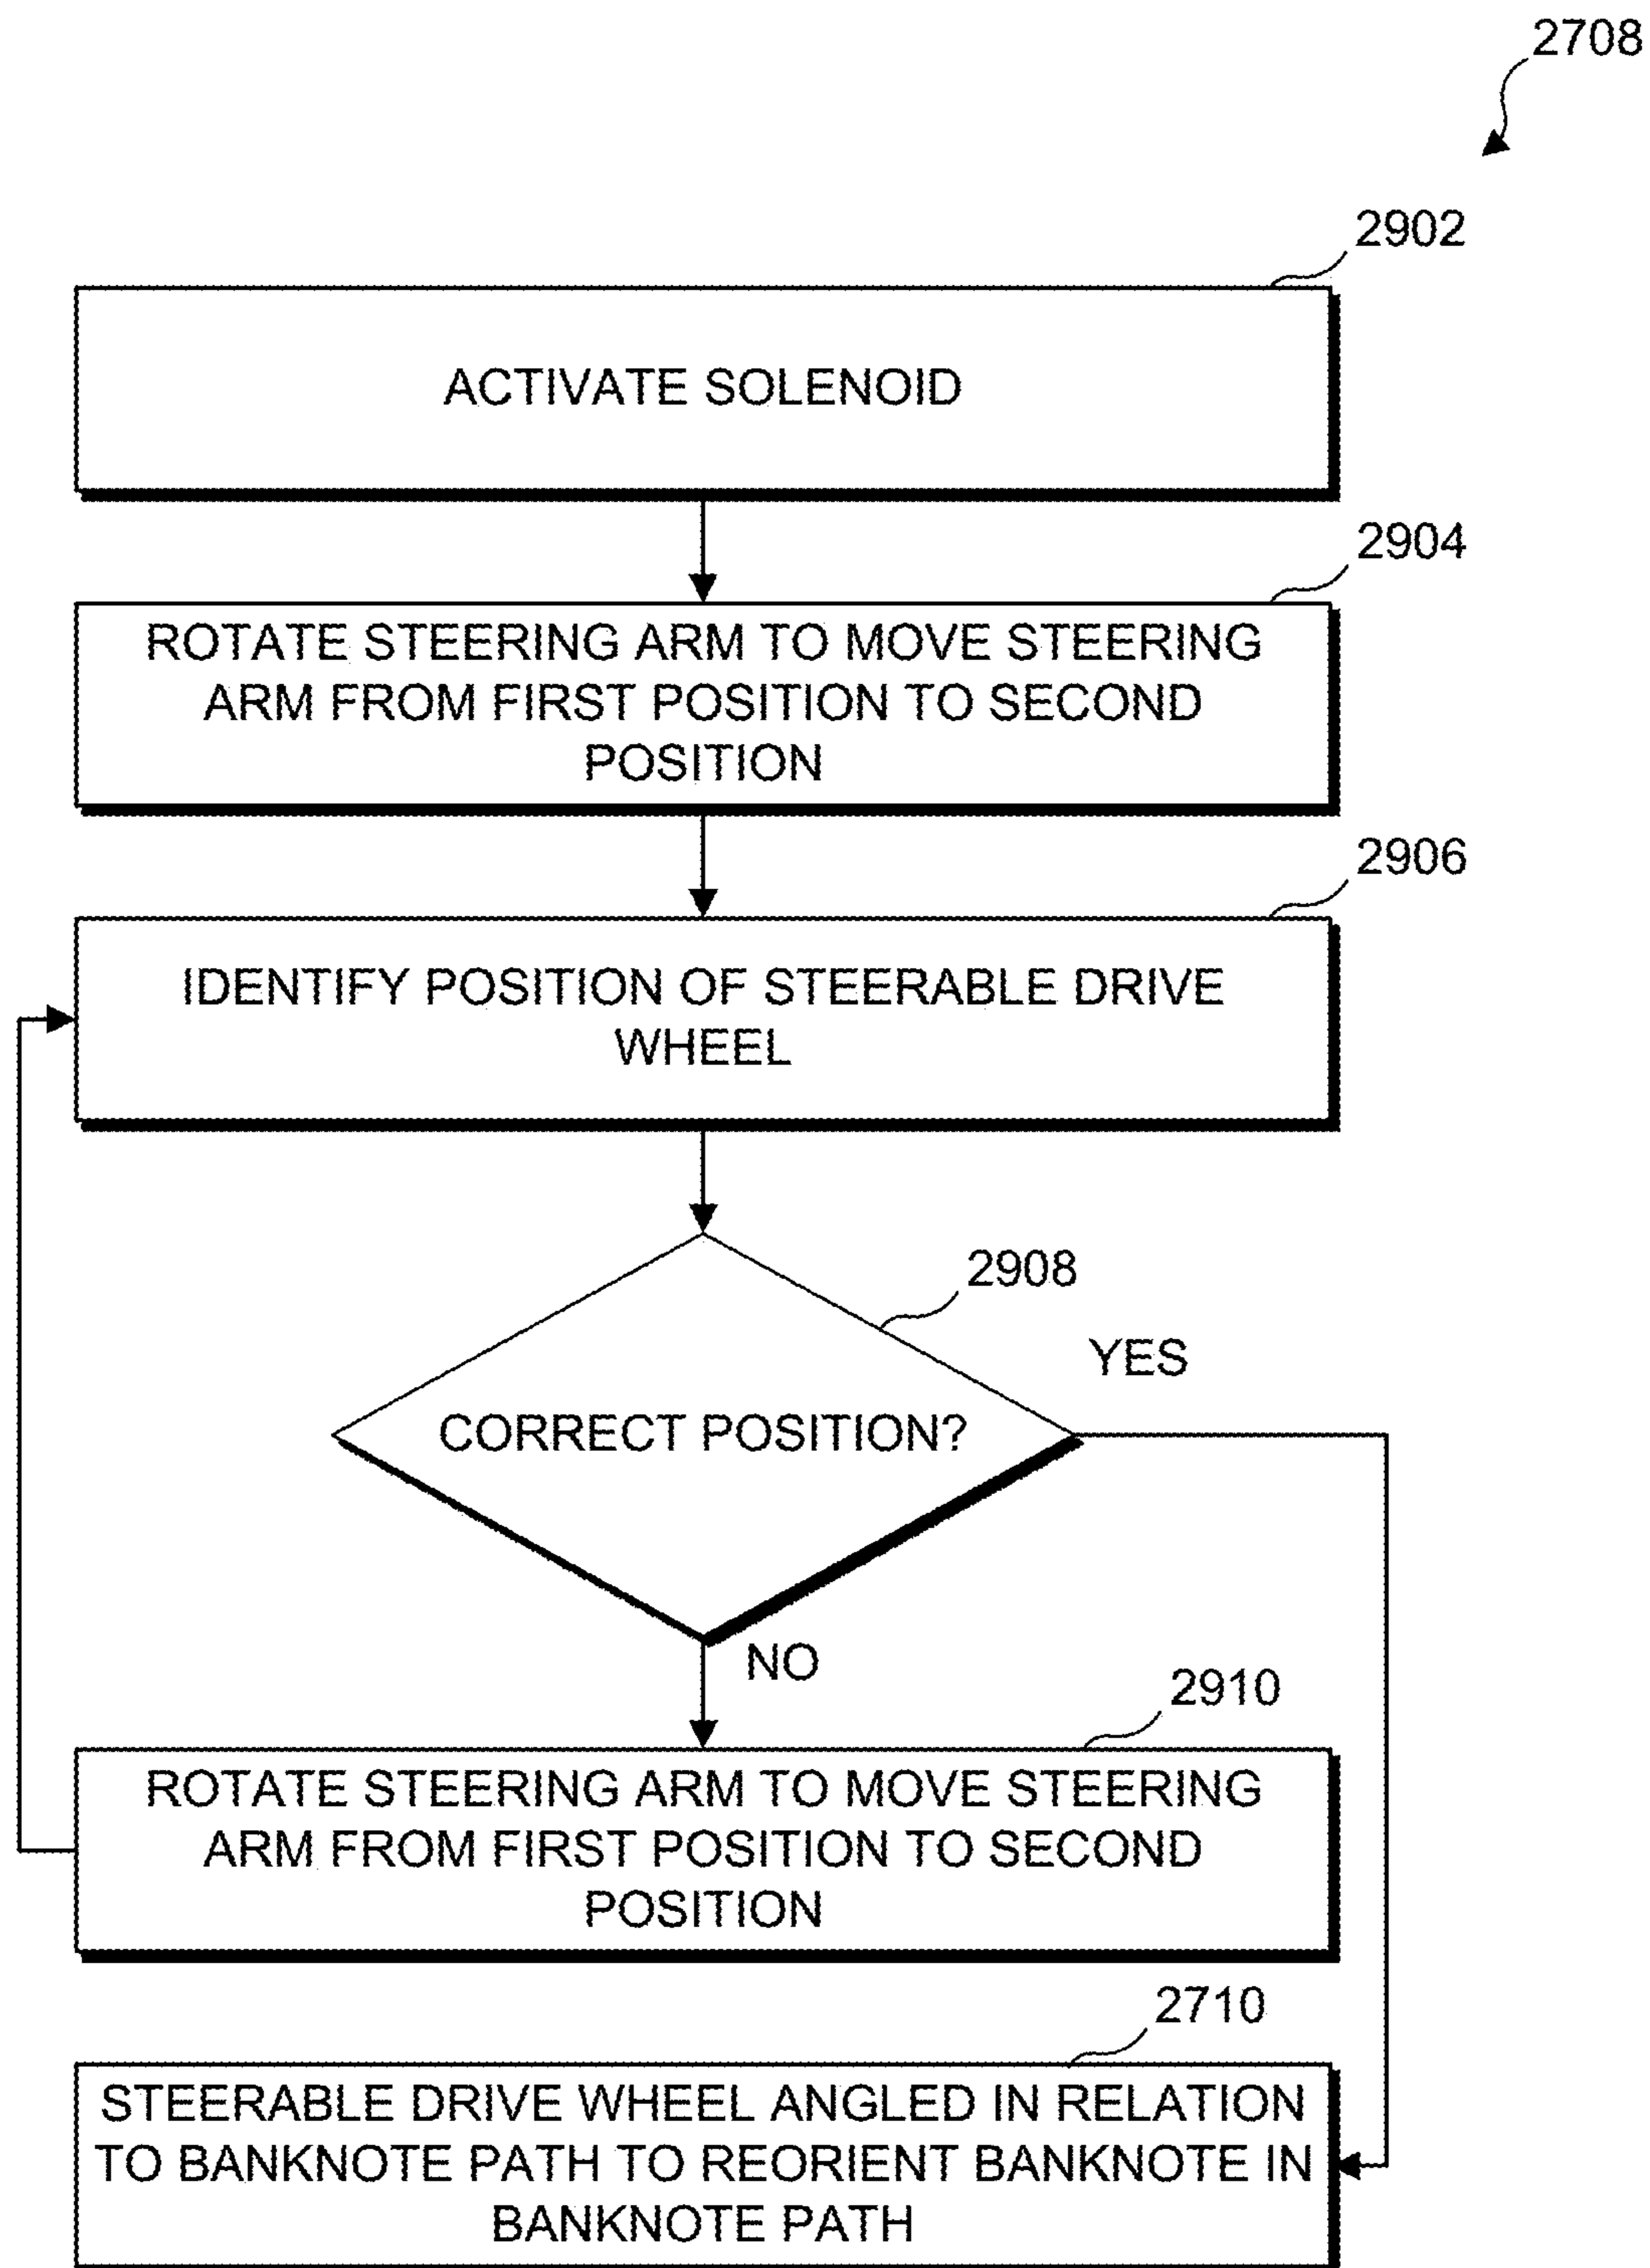 2708
2902
ACTIVATE SOLENOID
2904
ROTATE STEERING ARM TO MOVE STEERING
ARM FROM FIRST POSITION TO SECOND
POSITION
2906
IDENTIFY POSITION OF STEERABLE DRIVE
WHEEL
2908
YES
CORRECT POSITION?
NO
2910
ROTATE STEERING ARM TO MOVE STEERING
ARM FROM FIRST POSITION TO SECOND
POSITION
2710
STEERABLE DRIVE WHEEL ANGLED IN RELATION
TO BANKNOTE PATH TO REORIENT BANKNOTE IN
BANKNOTE PATH